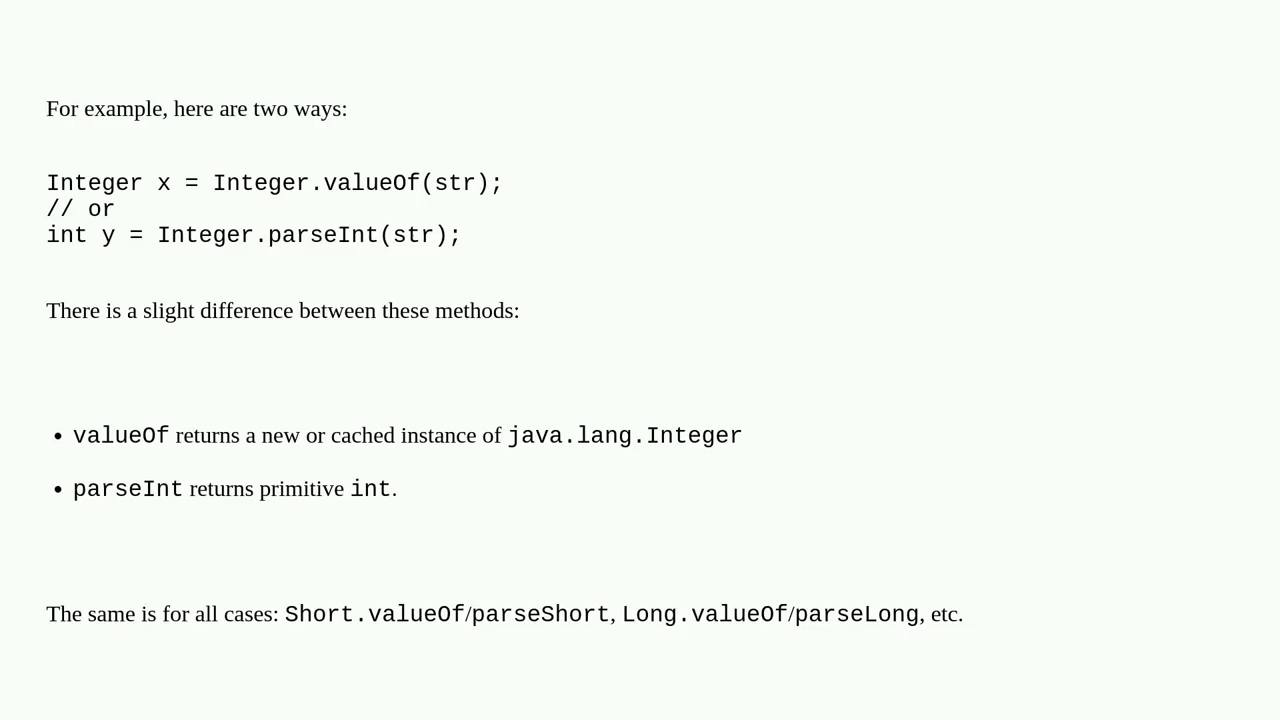 For example, here are two ways:
Integer x = Integer.valueOf(str);
// or
int y = Integer.parseInt(str);
There is a slight difference between these methods:
• valueOf returns a new or cached instance of java.lang.Integer
• parseInt returns primitive int.
The same is for all cases: Short.valueOf/parseShort, Long.valueOf/parseLong, etc.